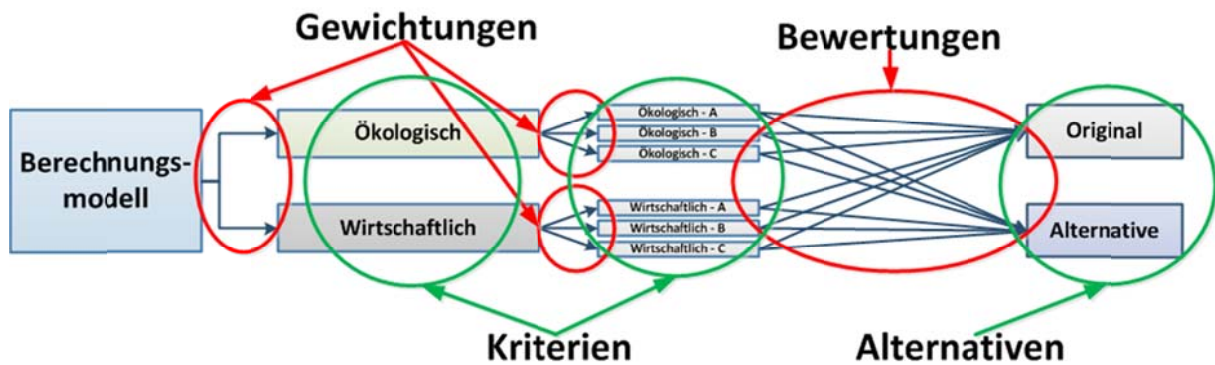 Gewichtungen
Bewertungen
Berechnungs-
modell
Ökologisch
Wirtschaftlich
Ökologisch - A
Ökologisch - B
Ökologisch - C
Wirtschaftlich - A
Wirtschaftlich - B
Wirtschaftlich - C
Original
Alternative
Kriterien
Alternativen